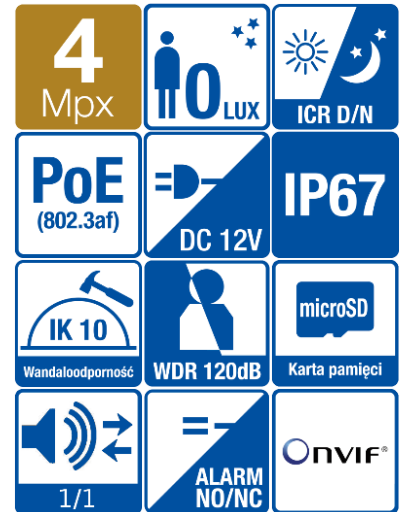 4
Mpx
0 LUX
ICR D/N
PoE
(802.3af)
DC 12V
IP67
IK 10
Wandaloodporność
WDR 120dB
microSD
Karta pamięci
1/1
ALARM
NO/NC
ONVIF®